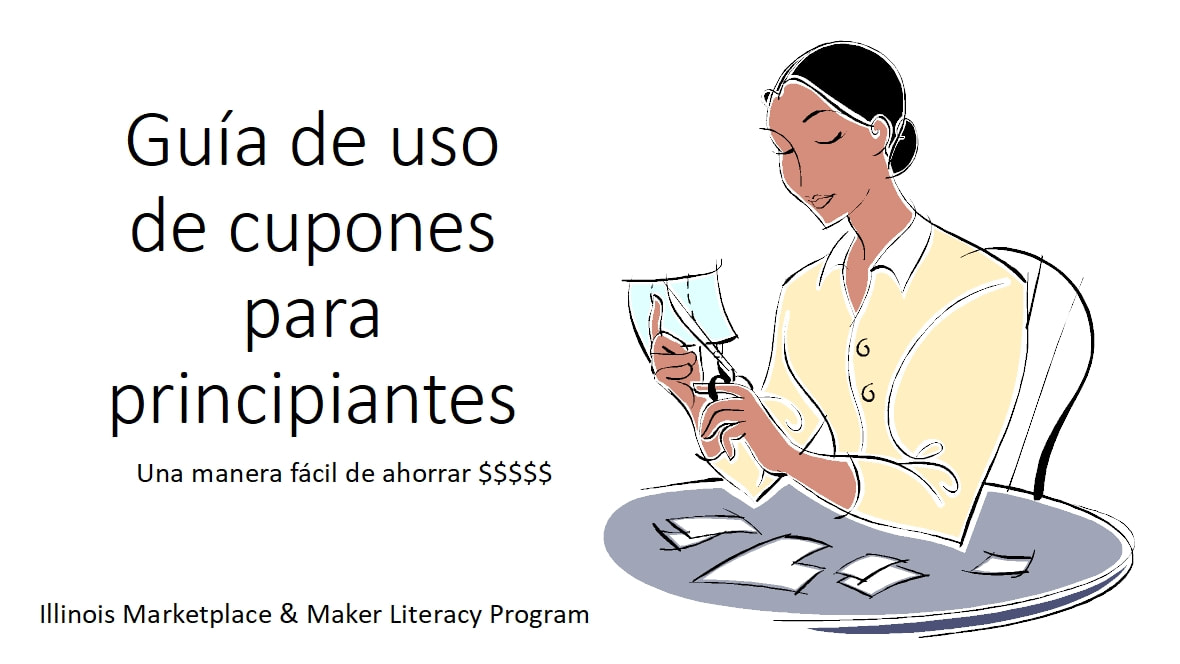 Guía de uso
de cupones
para
principiantes
Una manera fácil de ahorrar $$$$$
Illinois Marketplace & Maker Literacy Program